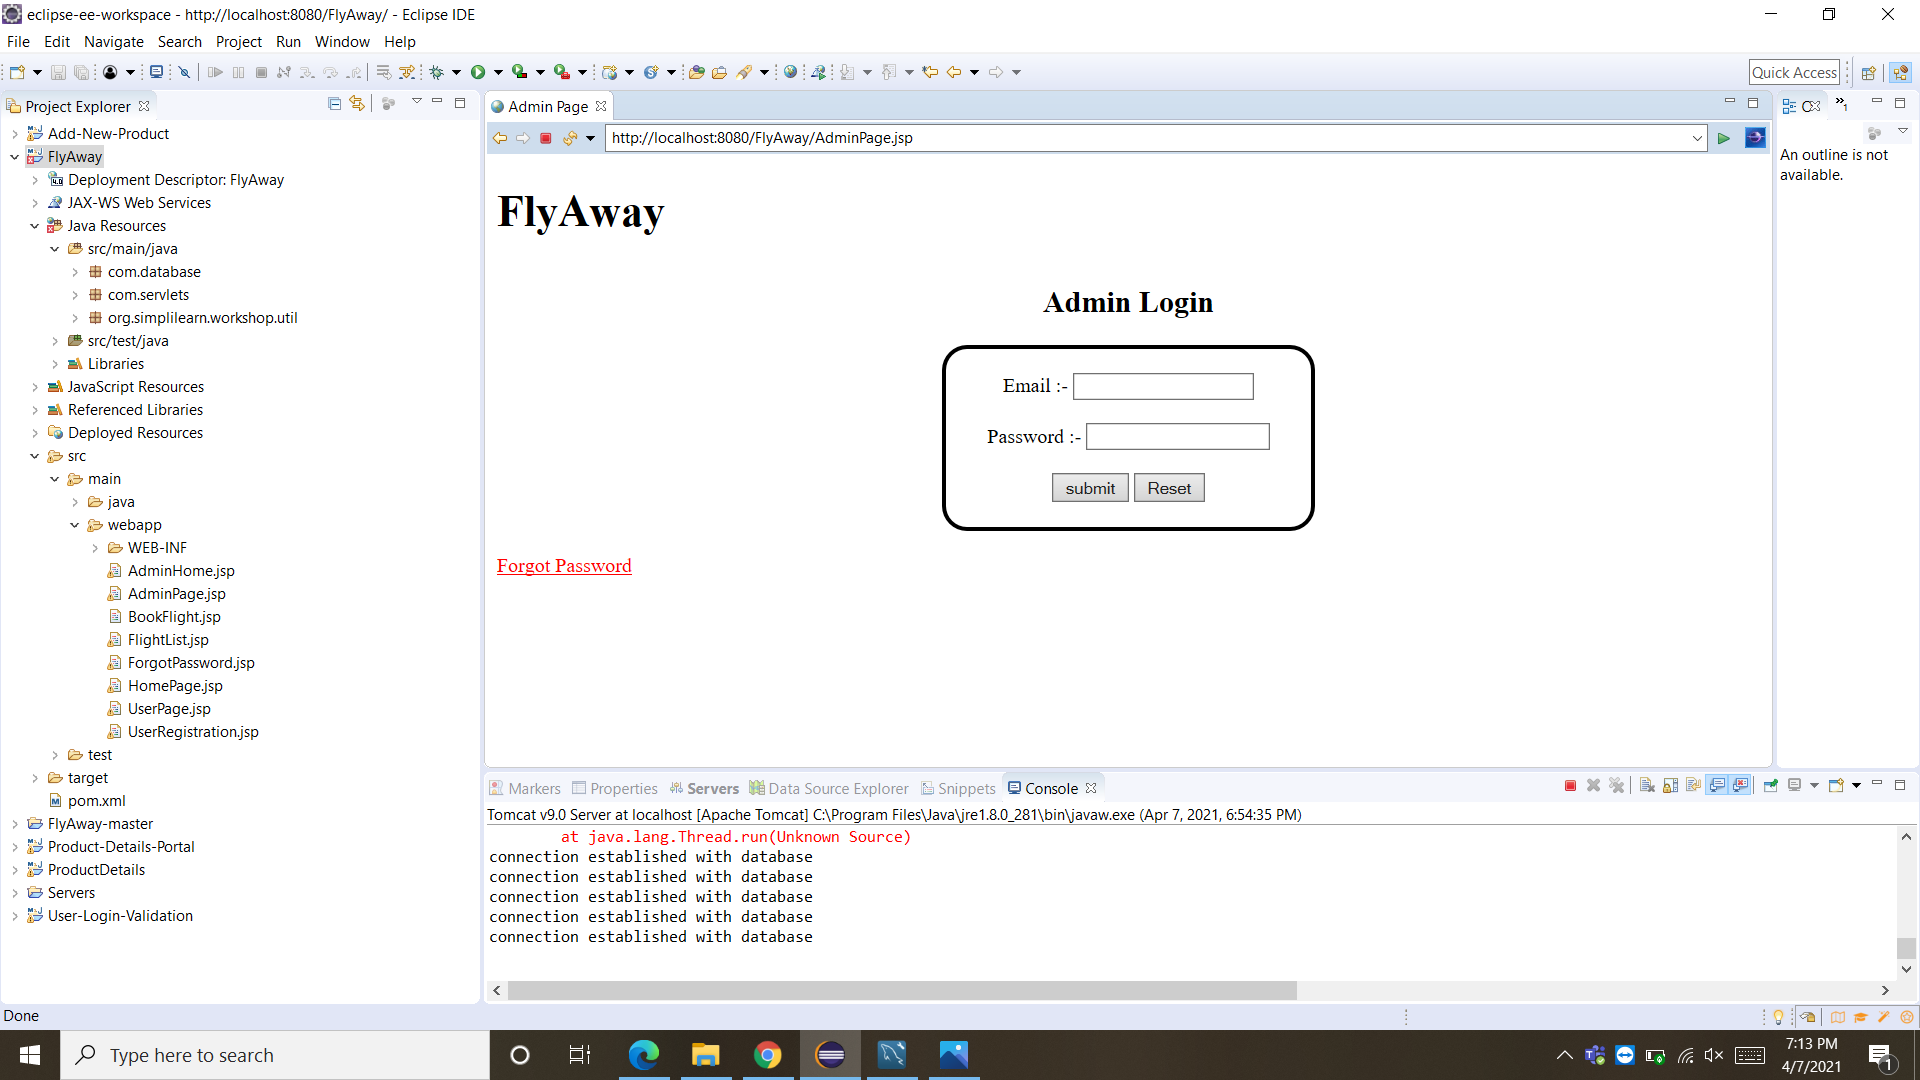 eclipse-ee-workspace - http://localhost:8080/FlyAway/ - Eclipse IDE
File Edit Navigate Search Project Run Window Help
Quick Access
Project Explorer
Add-New-Product
FlyAway
Deployment Descriptor: FlyAway
JAX-WS Web Services
Java Resources
src/main/java
com.database
com.servlets
org.simplilearn.workshop.util
src/test/java
Libraries
JavaScript Resources
Referenced Libraries
Deployed Resources
src
main
java
webapp
WEB-INF
AdminHome.jsp
AdminPage.jsp
BookFlight.jsp
FlightList.jsp
ForgotPassword.jsp
HomePage.jsp
UserPage.jsp
UserRegistration.jsp
test
target
pom.xml
FlyAway-master
Product-Details-Portal
ProductDetails
Servers
User-Login-Validation
Admin Page
http://localhost:8080/FlyAway/AdminPage.jsp
FlyAway
Admin Login
Email :-
Password :-
submit Reset
Forgot Password
An outline is not
available.
Markers Properties Servers Data Source Explorer Snippets Console
Tomcat v9.0 Server at localhost [Apache Tomcat] C:\Program Files\Java\jre1.8.0_281\bin\javaw.exe (Apr 7, 2021, 6:54:35 PM)
at java.lang.Thread.run(Unknown Source)
connection established with database
connection established with database
connection established with database
connection established with database
connection established with database
Done
Type here to search
7:13 PM
4/7/2021
1